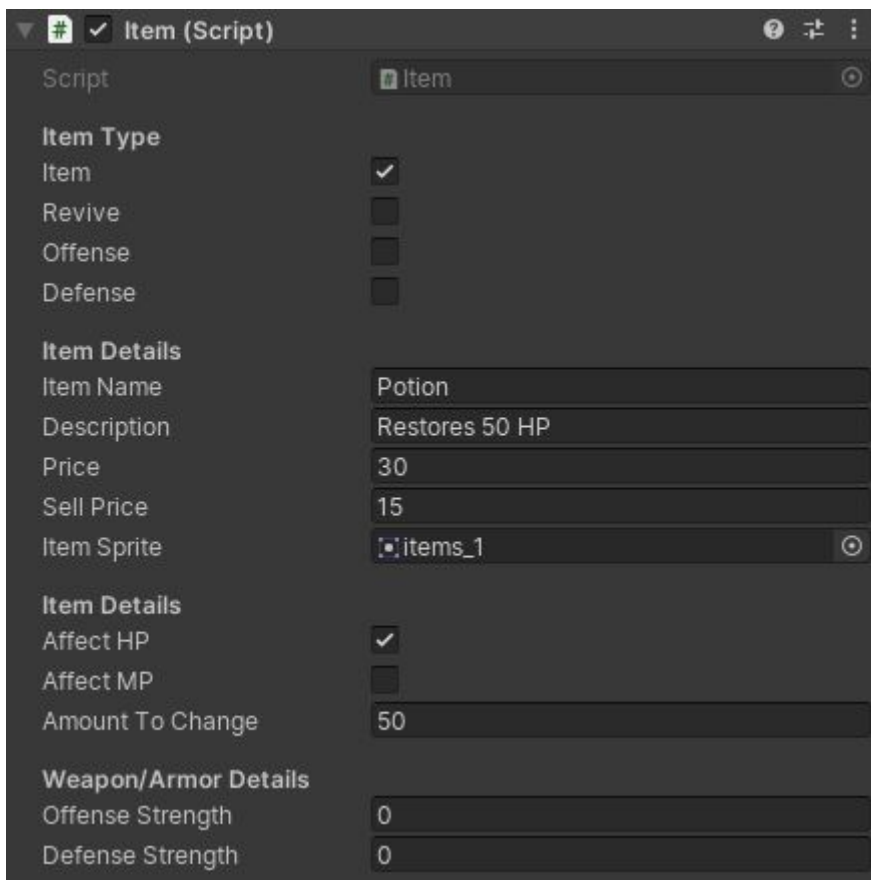 # Item (Script)
Script # Item
Item Type
Item
Revive
Offense
Defense
Item Details
Item Name Potion
Description Restores 50 HP
Price 30
Sell Price 15
Item Sprite items_1
Item Details
Affect HP
Affect MP
Amount To Change 50
Weapon/Armor Details
Offense Strength 0
Defense Strength 0